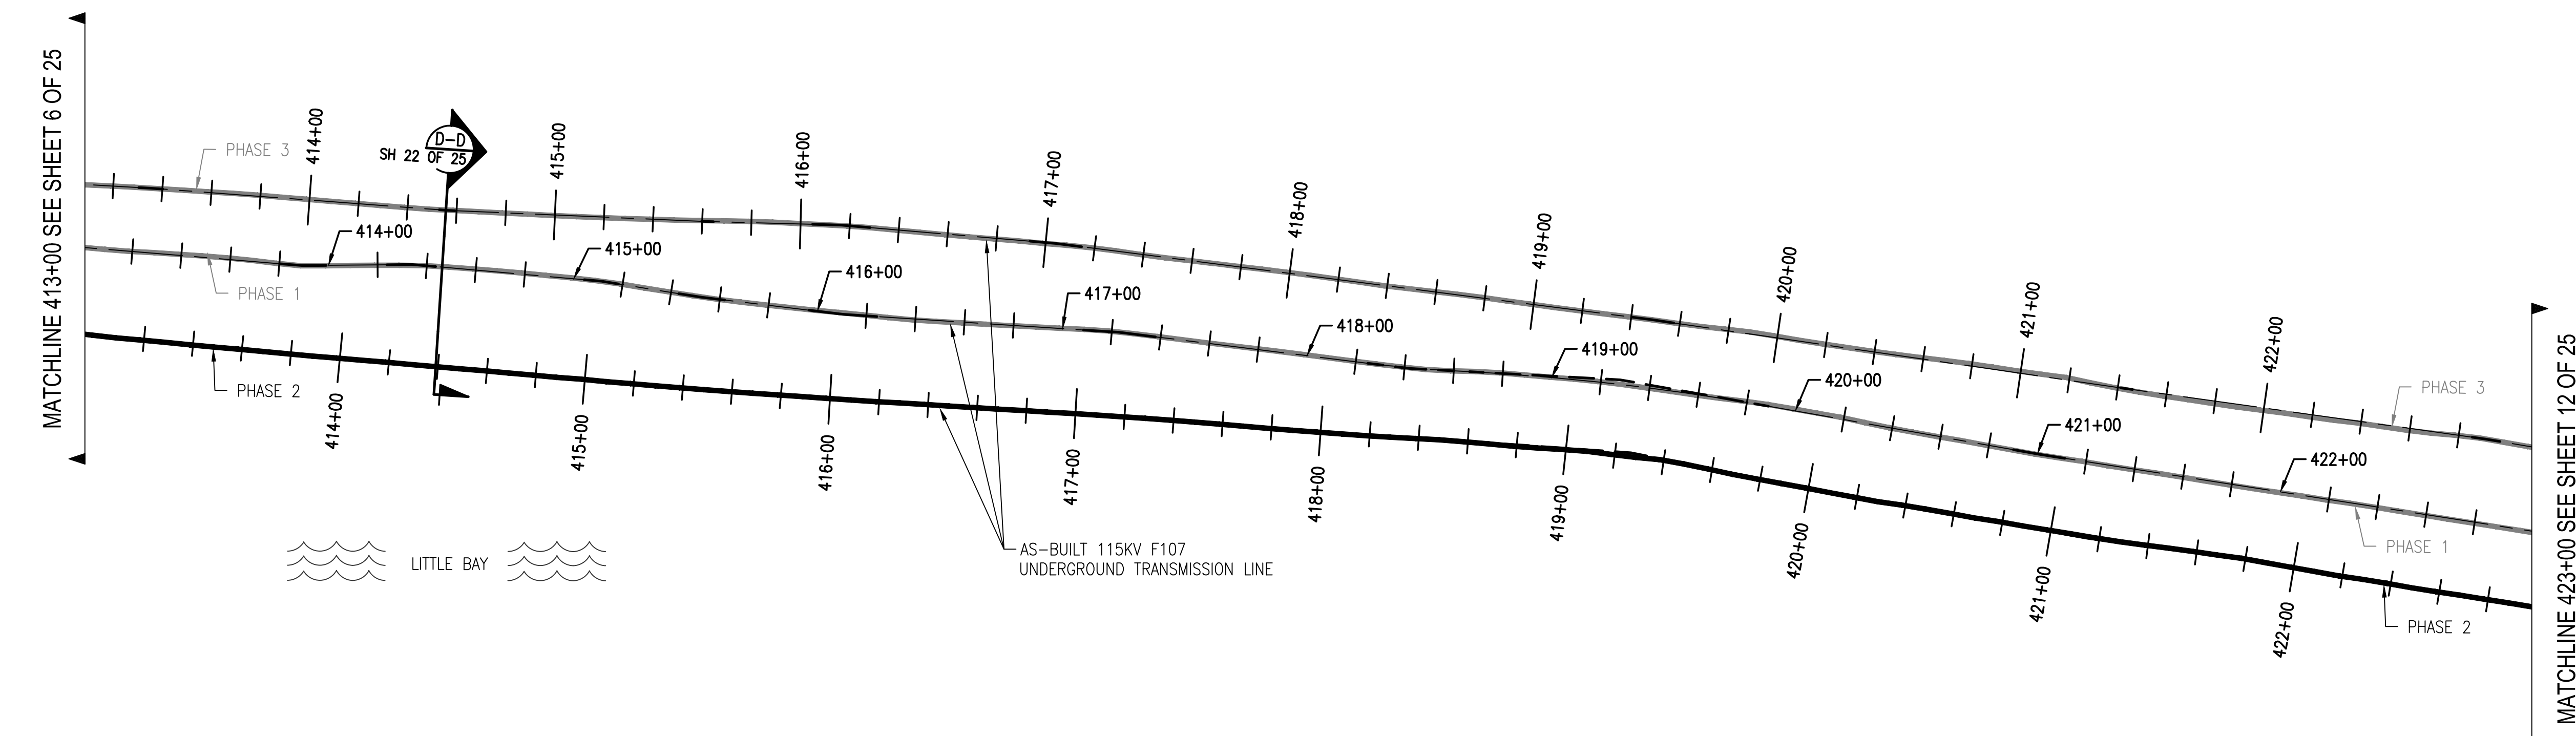 MATCHLINE 413+00 SEE SHEET 6 OF 25
PHASE 3
414+00
D-D
SH 22 OF 25
415+00
416+00
417+00
418+00
419+00
420+00
421+00
422+00
PHASE 3
414+00
415+00
416+00
417+00
418+00
419+00
420+00
421+00
422+00
PHASE 1
PHASE 1
PHASE 2
414+00
415+00
416+00
417+00
418+00
419+00
420+00
421+00
422+00
PHASE 2
LITTLE BAY
AS-BUILT 115KV F107
UNDERGROUND TRANSMISSION LINE
MATCHLINE 423+00 SEE SHEET 12 OF 25